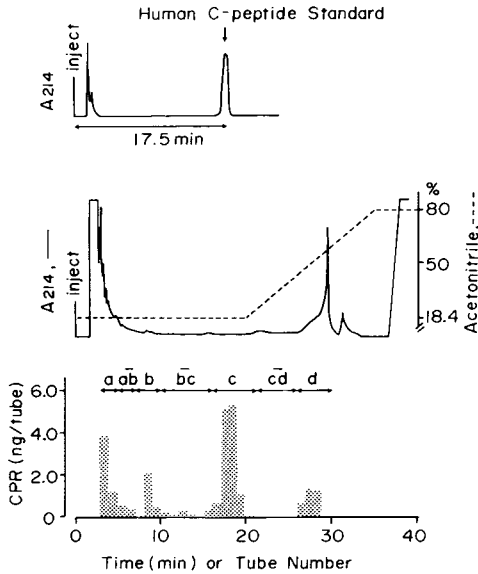 Human C-peptide Standard
A214
inject
17.5 min
A214, —
inject
%
80
50
18.4
Acetonitrile, ----
a a͞b b b͞c c c͞d d
CPR (ng/tube)
6.0
4.0
2.0
0
0 10 20 30 40
Time (min) or Tube Number